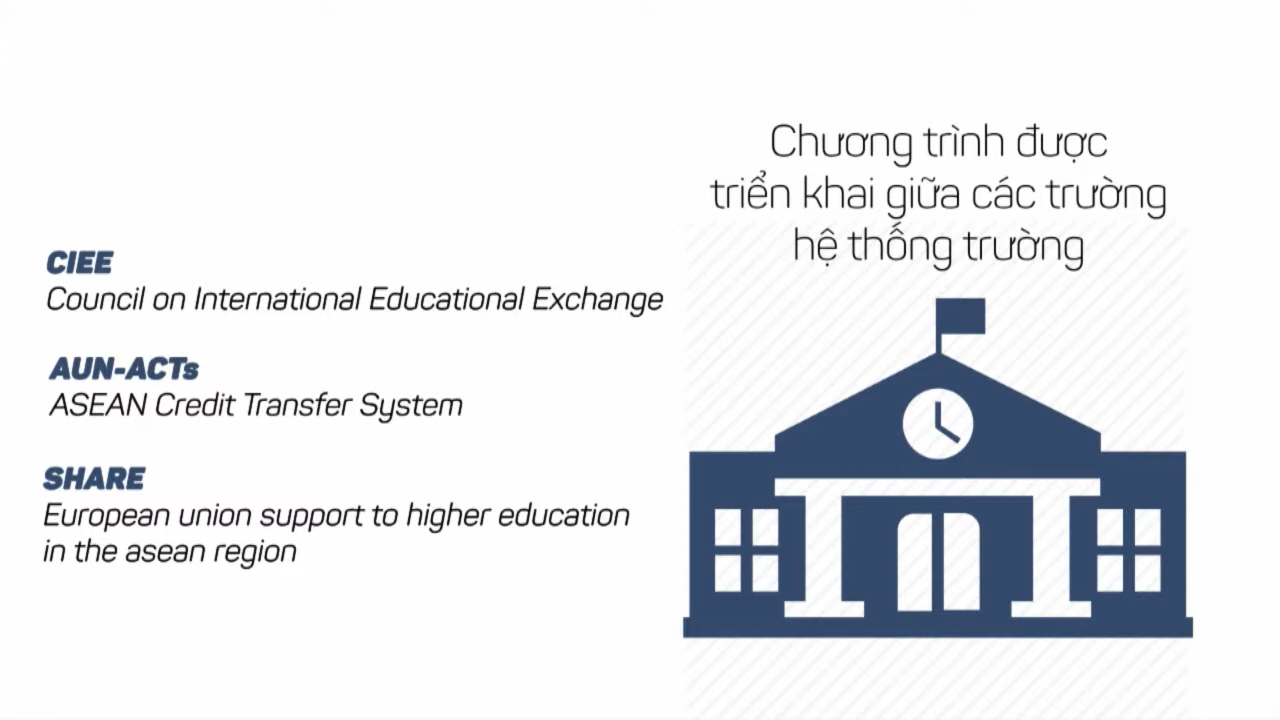 Chương trình được
triển khai giữa các trường
hệ thống trường
CIEE
Council on International Educational Exchange
AUN-ACTs
ASEAN Credit Transfer System
SHARE
European union support to higher education
in the asean region